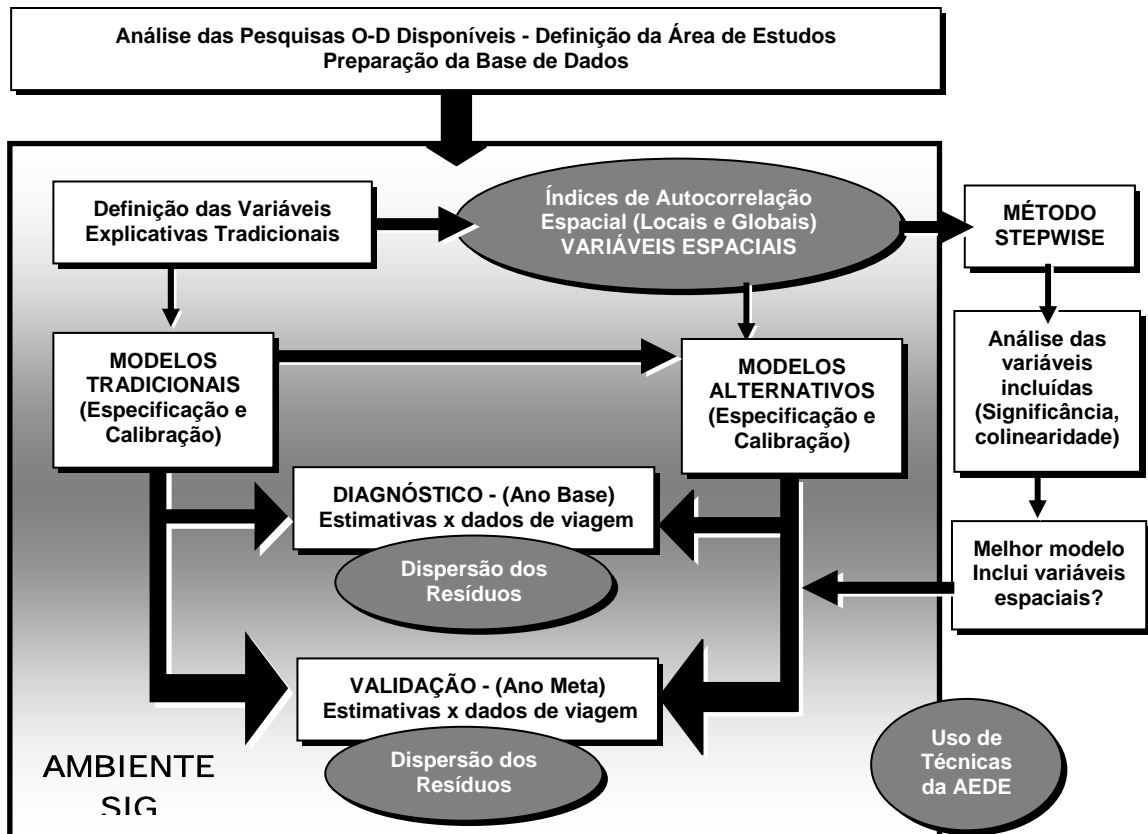 Análise das Pesquisas O-D Disponíveis - Definição da Área de Estudos
Preparação da Base de Dados
Definição das Variáveis
Explicativas Tradicionais
Índices de Autocorrelação
Espacial (Locais e Globais)
VARIÁVEIS ESPACIAIS
MÉTODO
STEPWISE
MODELOS
TRADICIONAIS
(Especificação e
Calibração)
MODELOS
ALTERNATIVOS
(Especificação e
Calibração)
Análise das
variáveis
incluídas
(Significância,
colinearidade)
DIAGNÓSTICO - (Ano Base)
Estimativas x dados de viagem
Dispersão dos
Resíduos
Melhor modelo
Inclui variáveis
espaciais?
VALIDAÇÃO - (Ano Meta)
Estimativas x dados de viagem
Dispersão dos
Resíduos
Uso de
Técnicas
da AEDE
AMBIENTE
SIG